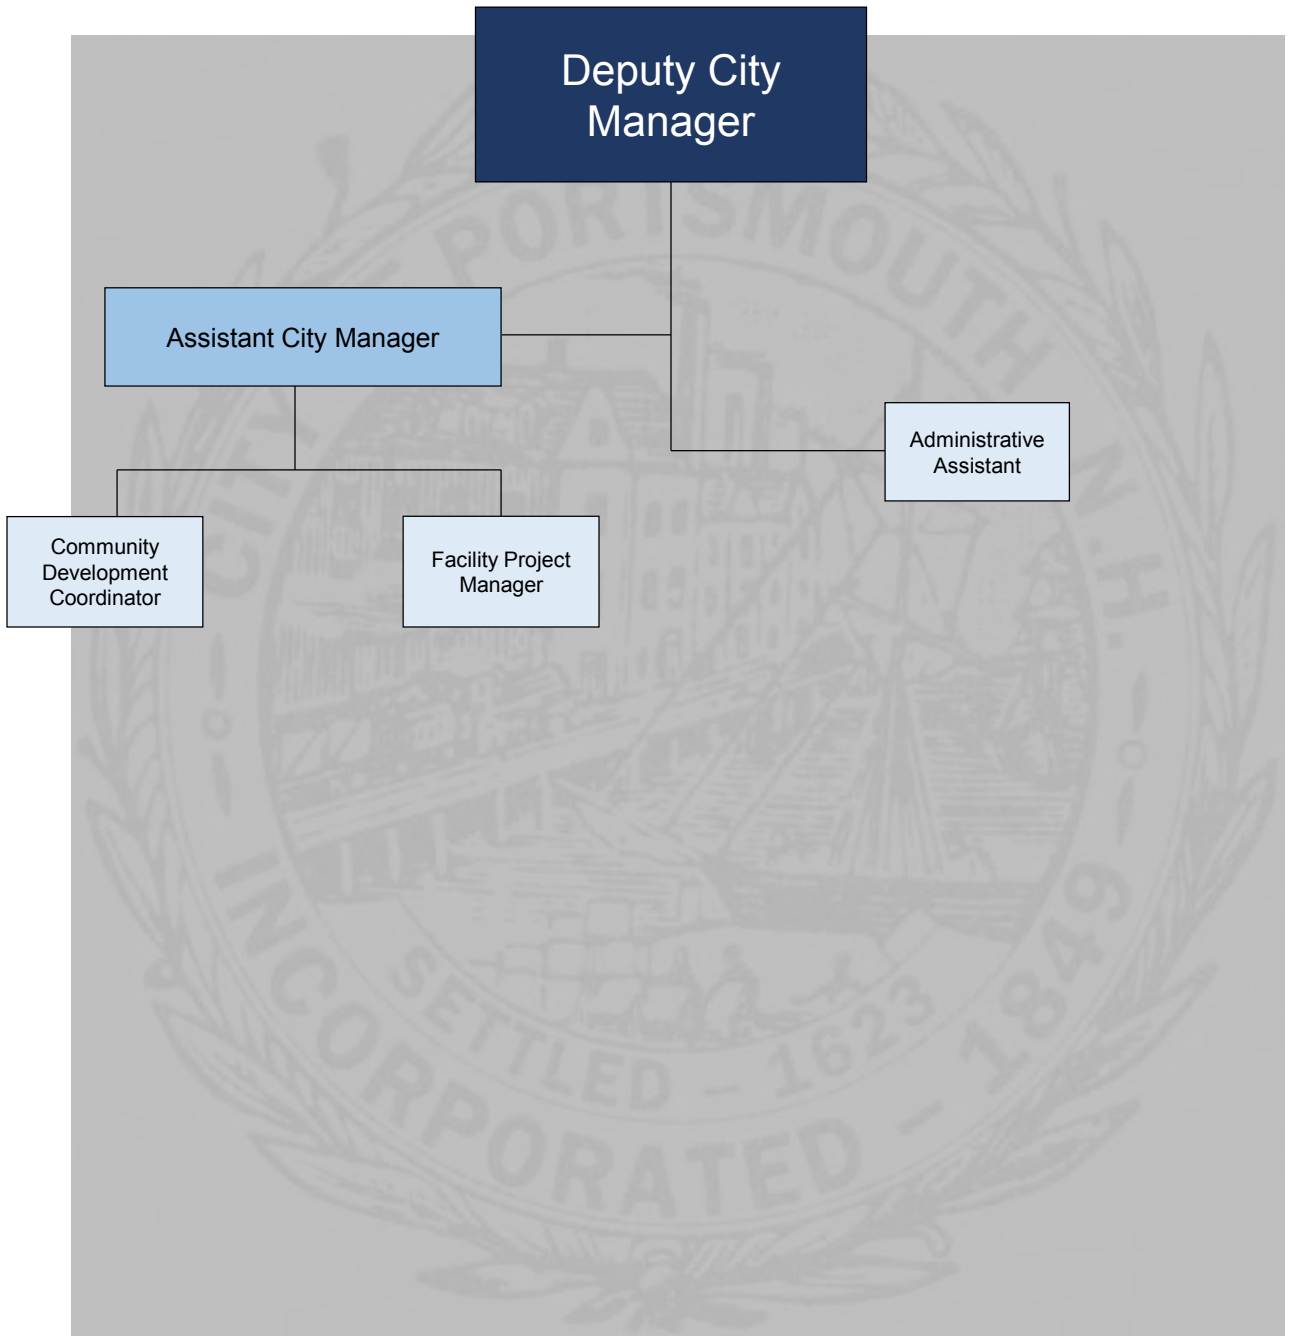 Deputy City
Manager
Assistant City Manager
Administrative
Assistant
Community
Development
Coordinator
Facility Project
Manager
CITY PORTSMOUTH N.H.
INCORPORATED - 1849
SETTLED - 1623